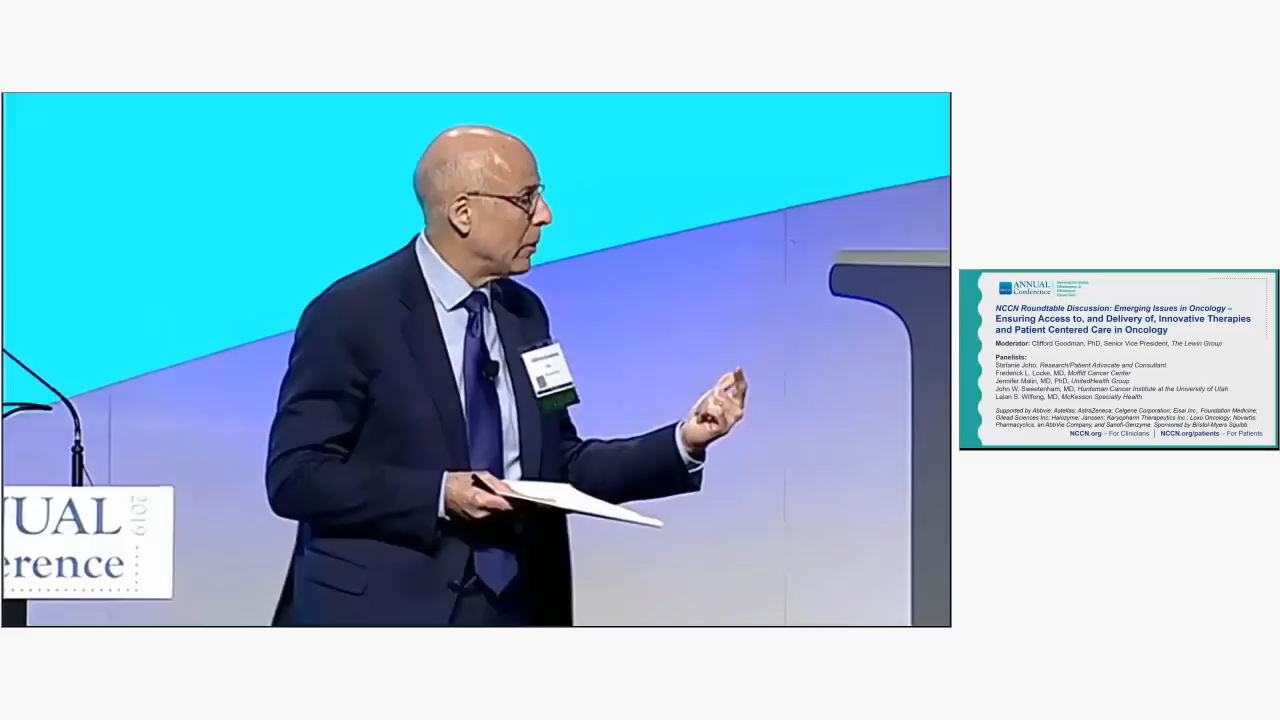 UAL
2019
erence
ANNUAL
Conference
NCCN Roundtable Discussion: Emerging Issues in Oncology –
Ensuring Access to, and Delivery of, Innovative Therapies
and Patient Centered Care in Oncology
Moderator: Clifford Goodman, PhD, Senior Vice President, The Lewin Group
Panelists:
Stefanie Joho, Research/Patient Advocate and Consultant
Frederick L. Locke, MD, Moffitt Cancer Center
Jennifer Malin, MD, PhD, UnitedHealth Group
John W. Sweetenham, MD, Huntsman Cancer Institute at the University of Utah
Lalan S. Wilfong, MD, McKesson Specialty Health
Supported by Abbvie; Astellas; AstraZeneca; Celgene Corporation; Eisai Inc.; Foundation Medicine;
Gilead Sciences Inc; Halozyme; Janssen; Karyopharm Therapeutics Inc.; Loxo Oncology; Novartis;
Pharmacyclics, an AbbVie Company, and Sanofi-Genzyme. Sponsored by Bristol-Myers Squibb.
NCCN.org – For Clinicians | NCCN.org/patients – For Patients